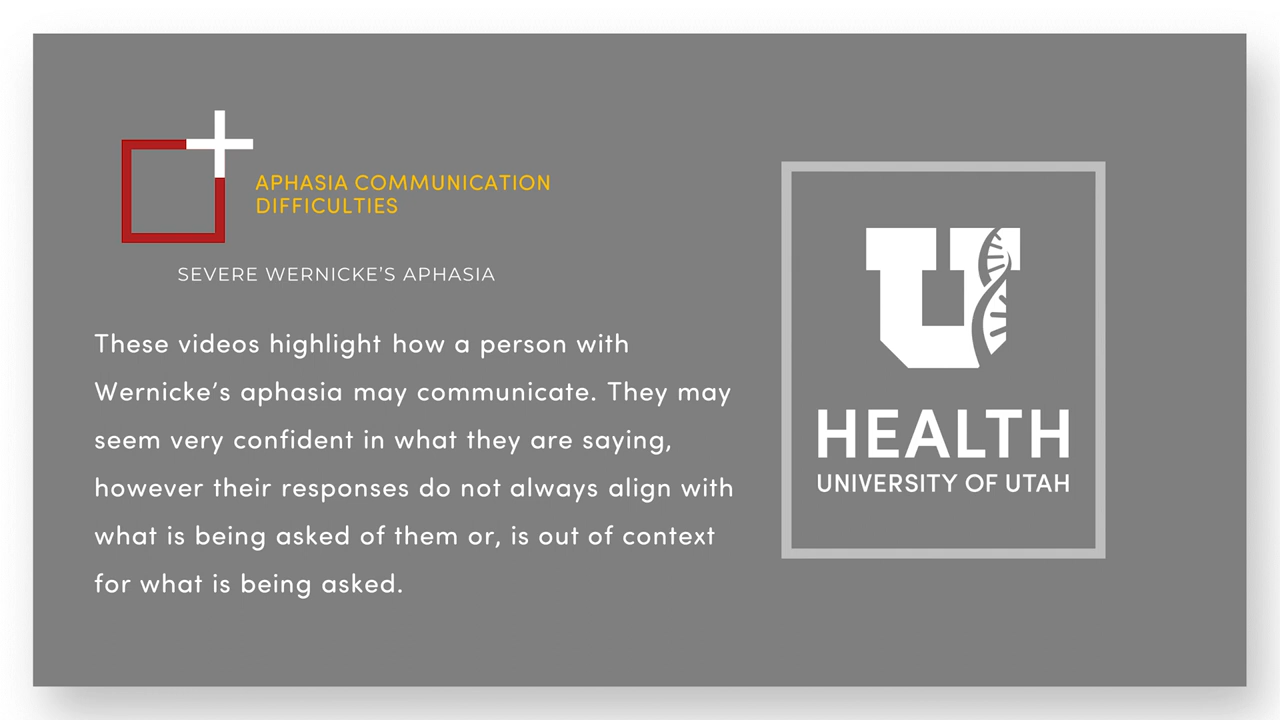 APHASIA COMMUNICATION
DIFFICULTIES
SEVERE WERNICKE’S APHASIA
These videos highlight how a person with
Wernicke’s aphasia may communicate. They may
seem very confident in what they are saying,
however their responses do not always align with
what is being asked of them or, is out of context
for what is being asked.
U
HEALTH
UNIVERSITY OF UTAH